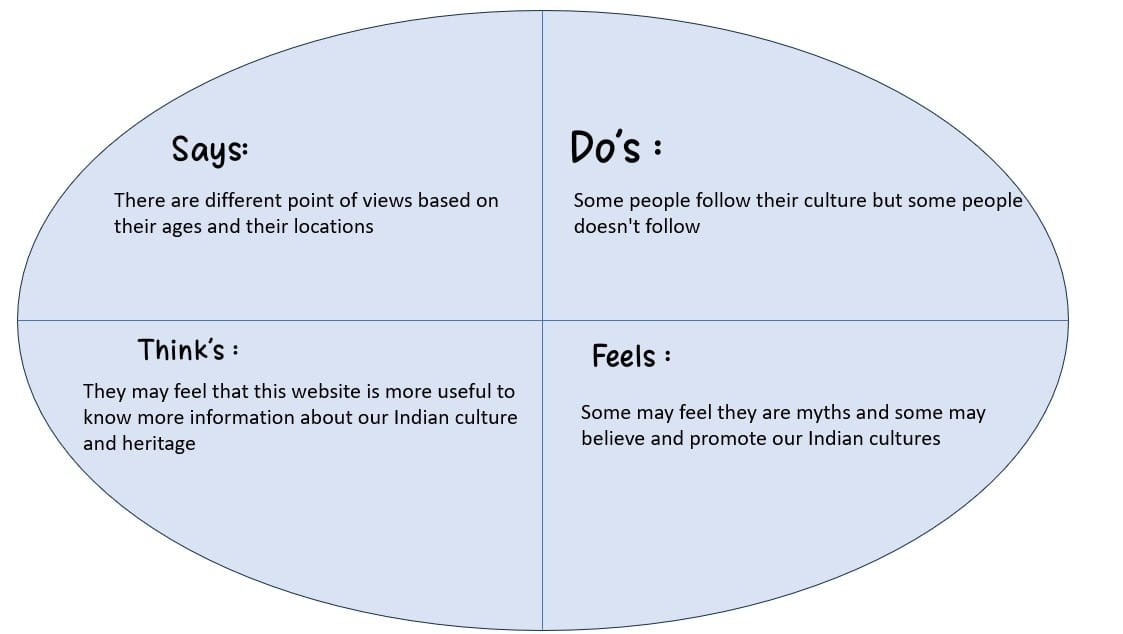 Says:
There are different point of views based on
their ages and their locations
Do's :
Some people follow their culture but some people
doesn't follow
Think's :
They may feel that this website is more useful to
know more information about our Indian culture
and heritage
Feels :
Some may feel they are myths and some may
believe and promote our Indian cultures